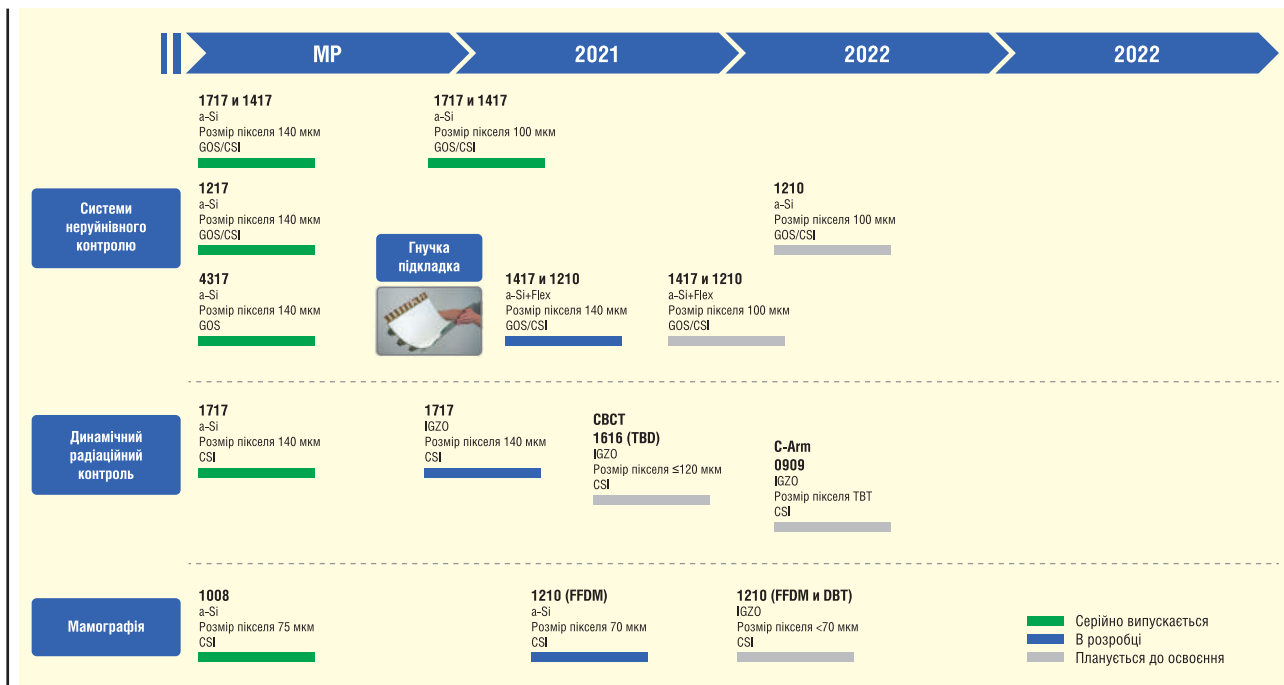 MP
2021
2022
2022
1717 и 1417
a-Si
Розмір пікселя 140 мкм
GOS/CSI
1717 и 1417
a-Si
Розмір пікселя 100 мкм
GOS/CSI
Системи
неруйнівного
контролю
1217
a-Si
Розмір пікселя 140 мкм
GOS/CSI
1210
a-Si
Розмір пікселя 100 мкм
GOS/CSI
Гнучка
підкладка
4317
a-Si
Розмір пікселя 140 мкм
GOS
1417 и 1210
a-Si+Flex
Розмір пікселя 140 мкм
GOS/CSI
1417 и 1210
a-Si+Flex
Розмір пікселя 100 мкм
GOS/CSI
Динамічний
радіаційний
контроль
1717
a-Si
Розмір пікселя 140 мкм
CSI
1717
IGZO
Розмір пікселя 140 мкм
CSI
CBCT
1616 (TBD)
IGZO
Розмір пікселя ≤120 мкм
CSI
C-Arm
0909
IGZO
Розмір пікселя TBT
CSI
Мамографія
1008
a-Si
Розмір пікселя 75 мкм
CSI
1210 (FFDM)
a-Si
Розмір пікселя 70 мкм
CSI
1210 (FFDM и DBT)
IGZO
Розмір пікселя <70 мкм
CSI
Серійно випускається
В розробці
Планується до освоєння